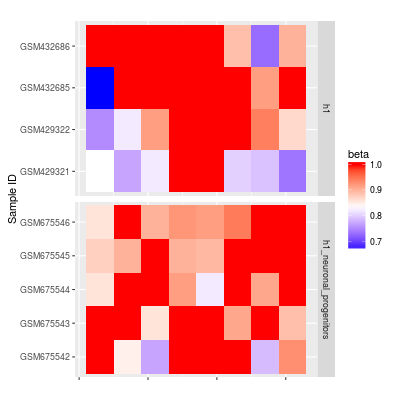 GSM432686
GSM432685
GSM429322
GSM429321
h1
GSM675546
GSM675545
GSM675544
GSM675543
GSM675542
h1_neuronal_progenitors
Sample ID
beta
1.0
0.9
0.8
0.7